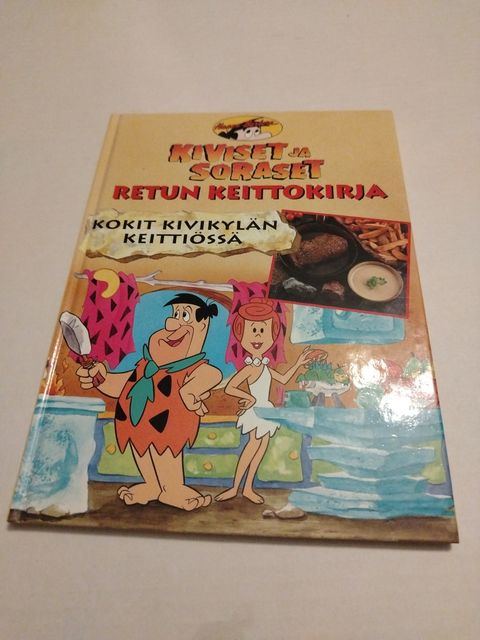 KIVISET JA
SORASET
RETUN KEITTOKIRJA
KOKIT KIVIKYLÄN
KEITTIÖSSÄ